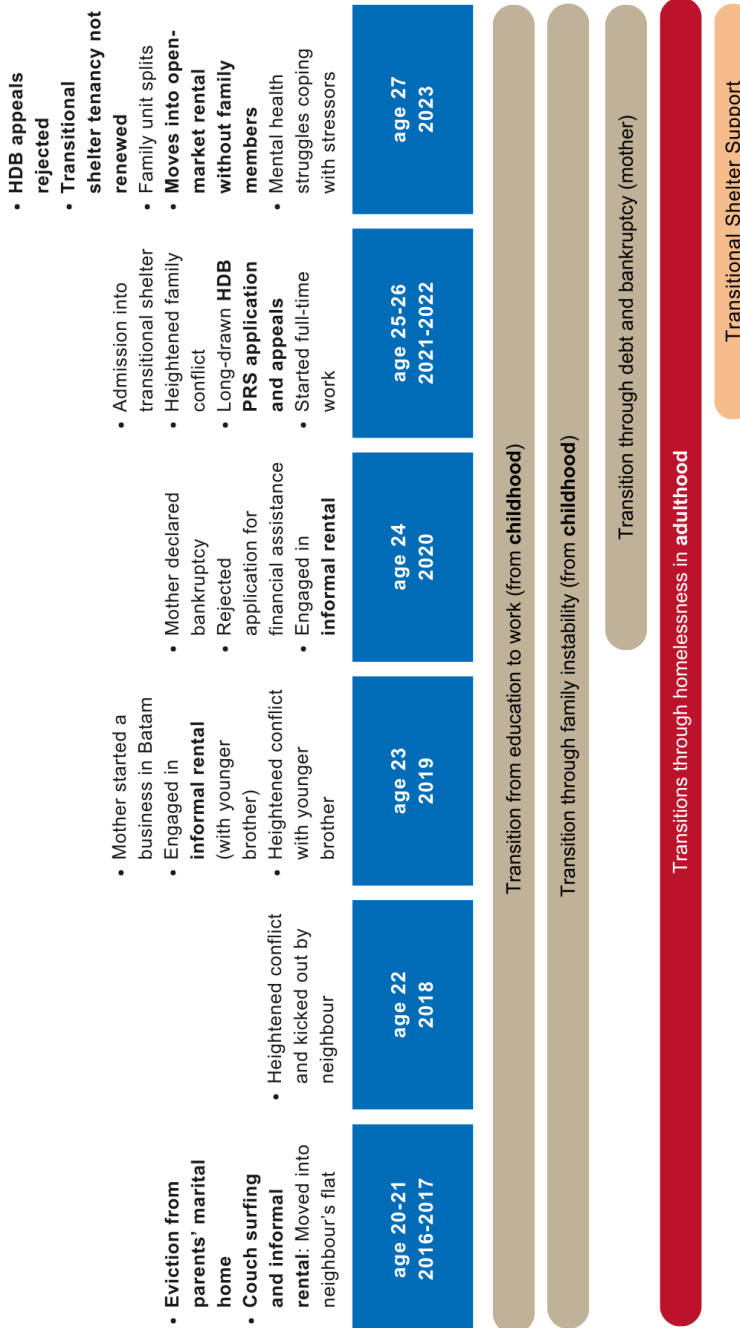 • Eviction from
parents’ marital
home
• Couch surfing
and informal
rental: Moved into
neighbour’s flat
age 20-21
2016-2017
• Heightened conflict
and kicked out by
neighbour
age 22
2018
• Mother started a
business in Batam
• Engaged in
informal rental
(with younger
brother)
• Heightened conflict
with younger
brother
age 23
2019
• Mother declared
bankruptcy
• Rejected
application for
financial assistance
• Engaged in
informal rental
age 24
2020
• Admission into
transitional shelter
• Heightened family
conflict
• Long-drawn HDB
PRS application
and appeals
• Started full-time
work
age 25-26
2021-2022
• HDB appeals
rejected
• Transitional
shelter tenancy not
renewed
• Family unit splits
• Moves into open-
market rental
without family
members
• Mental health
struggles coping
with stressors
age 27
2023
Transition from education to work (from childhood)
Transition through family instability (from childhood)
Transition through debt and bankruptcy (mother)
Transitions through homelessness in adulthood
Transitional Shelter Support